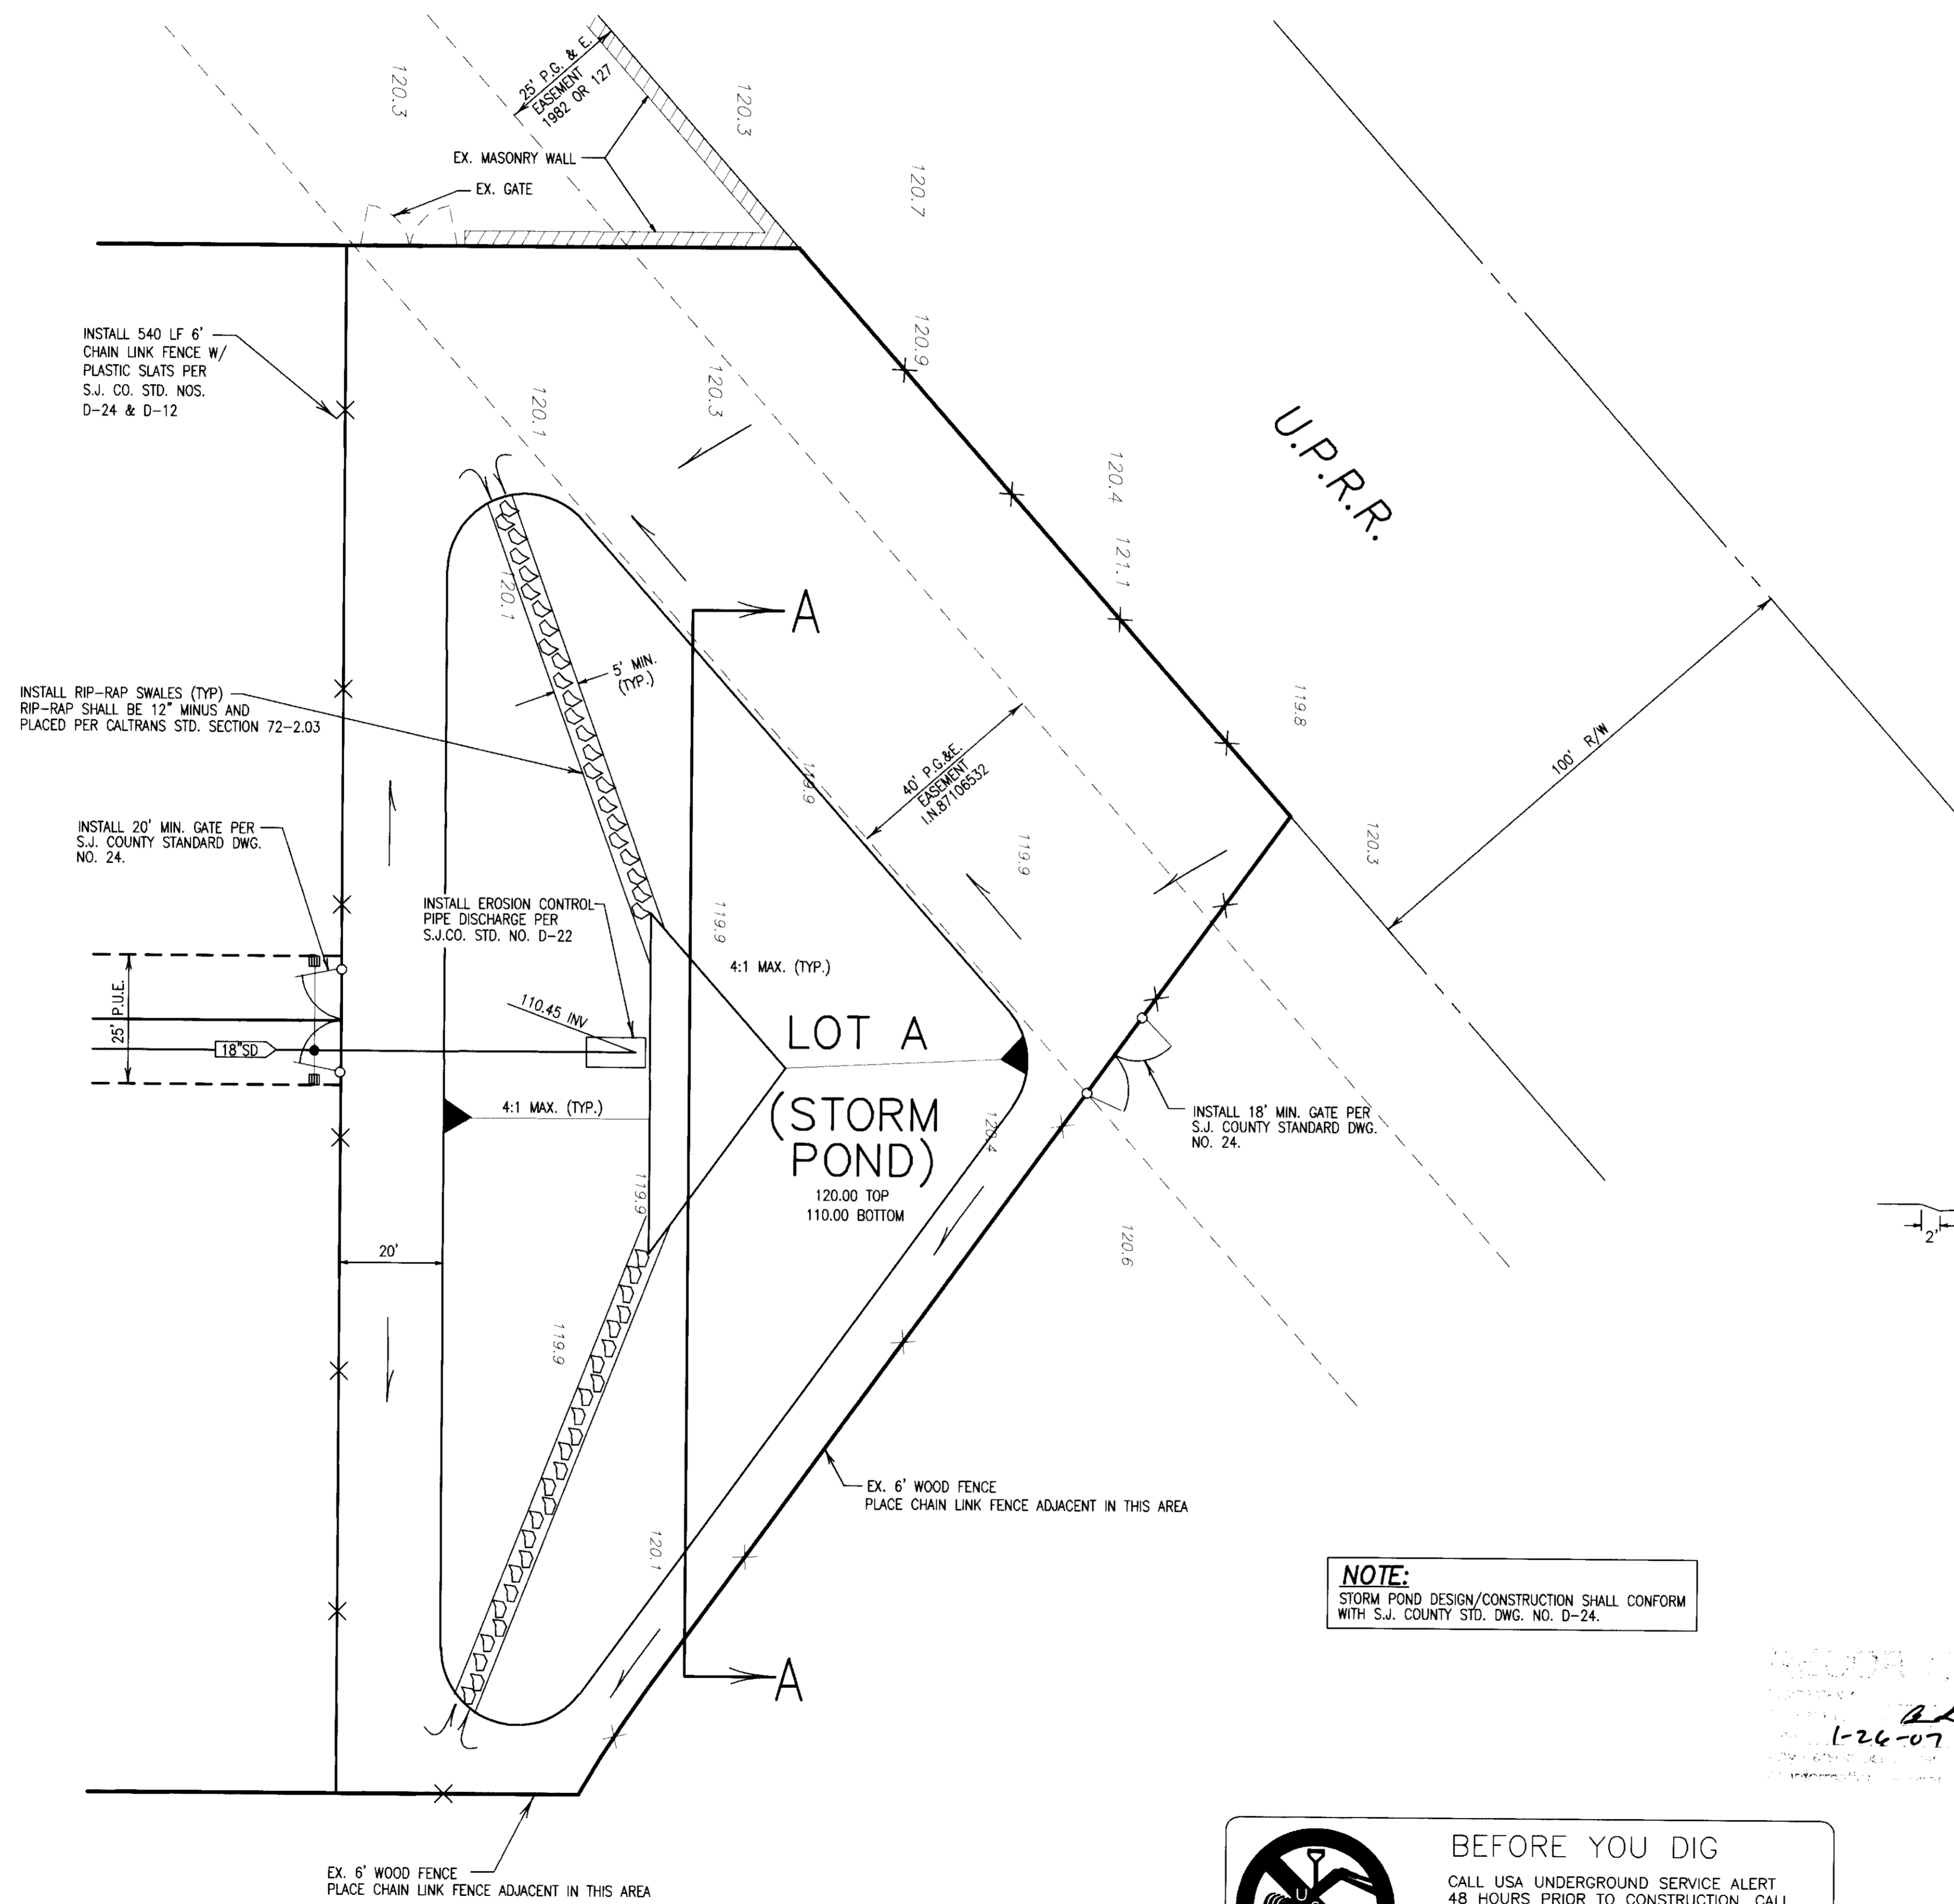 120.3
25' P.G. & E.
EASEMENT
1982 OR 127
120.3
EX. MASONRY WALL
EX. GATE
120.7
INSTALL 540 LF 6'
CHAIN LINK FENCE W/
PLASTIC SLATS PER
S.J. CO. STD. NOS.
D-24 & D-12
120.9
120.3
120.1
U.P.R.R.
120.4
121.1
120.1
A
5' MIN.
(TYP.)
INSTALL RIP-RAP SWALES (TYP)
RIP-RAP SHALL BE 12" MINUS AND
PLACED PER CALTRANS STD. SECTION 72-2.03
119.8
100' R/W
119.9
40' P.G.&E.
EASEMENT
I.N.87106532
INSTALL 20' MIN. GATE PER
S.J. COUNTY STANDARD DWG.
NO. 24.
119.9
120.3
INSTALL EROSION CONTROL
PIPE DISCHARGE PER
S.J.CO. STD. NO. D-22
119.9
4:1 MAX. (TYP.)
25' P.U.E.
110.45 INV
18"SD
LOT A
(STORM
POND)
120.00 TOP
110.00 BOTTOM
4:1 MAX. (TYP.)
120.4
INSTALL 18' MIN. GATE PER
S.J. COUNTY STANDARD DWG.
NO. 24.
119.9
20'
120.6
2'
119.9
EX. 6' WOOD FENCE
PLACE CHAIN LINK FENCE ADJACENT IN THIS AREA
120.1
NOTE:
STORM POND DESIGN/CONSTRUCTION SHALL CONFORM
WITH S.J. COUNTY STD. DWG. NO. D-24.
A
1-26-07
EX. 6' WOOD FENCE
PLACE CHAIN LINK FENCE ADJACENT IN THIS AREA
BEFORE YOU DIG
CALL USA UNDERGROUND SERVICE ALERT
48 HOURS PRIOR TO CONSTRUCTION. CALL
U